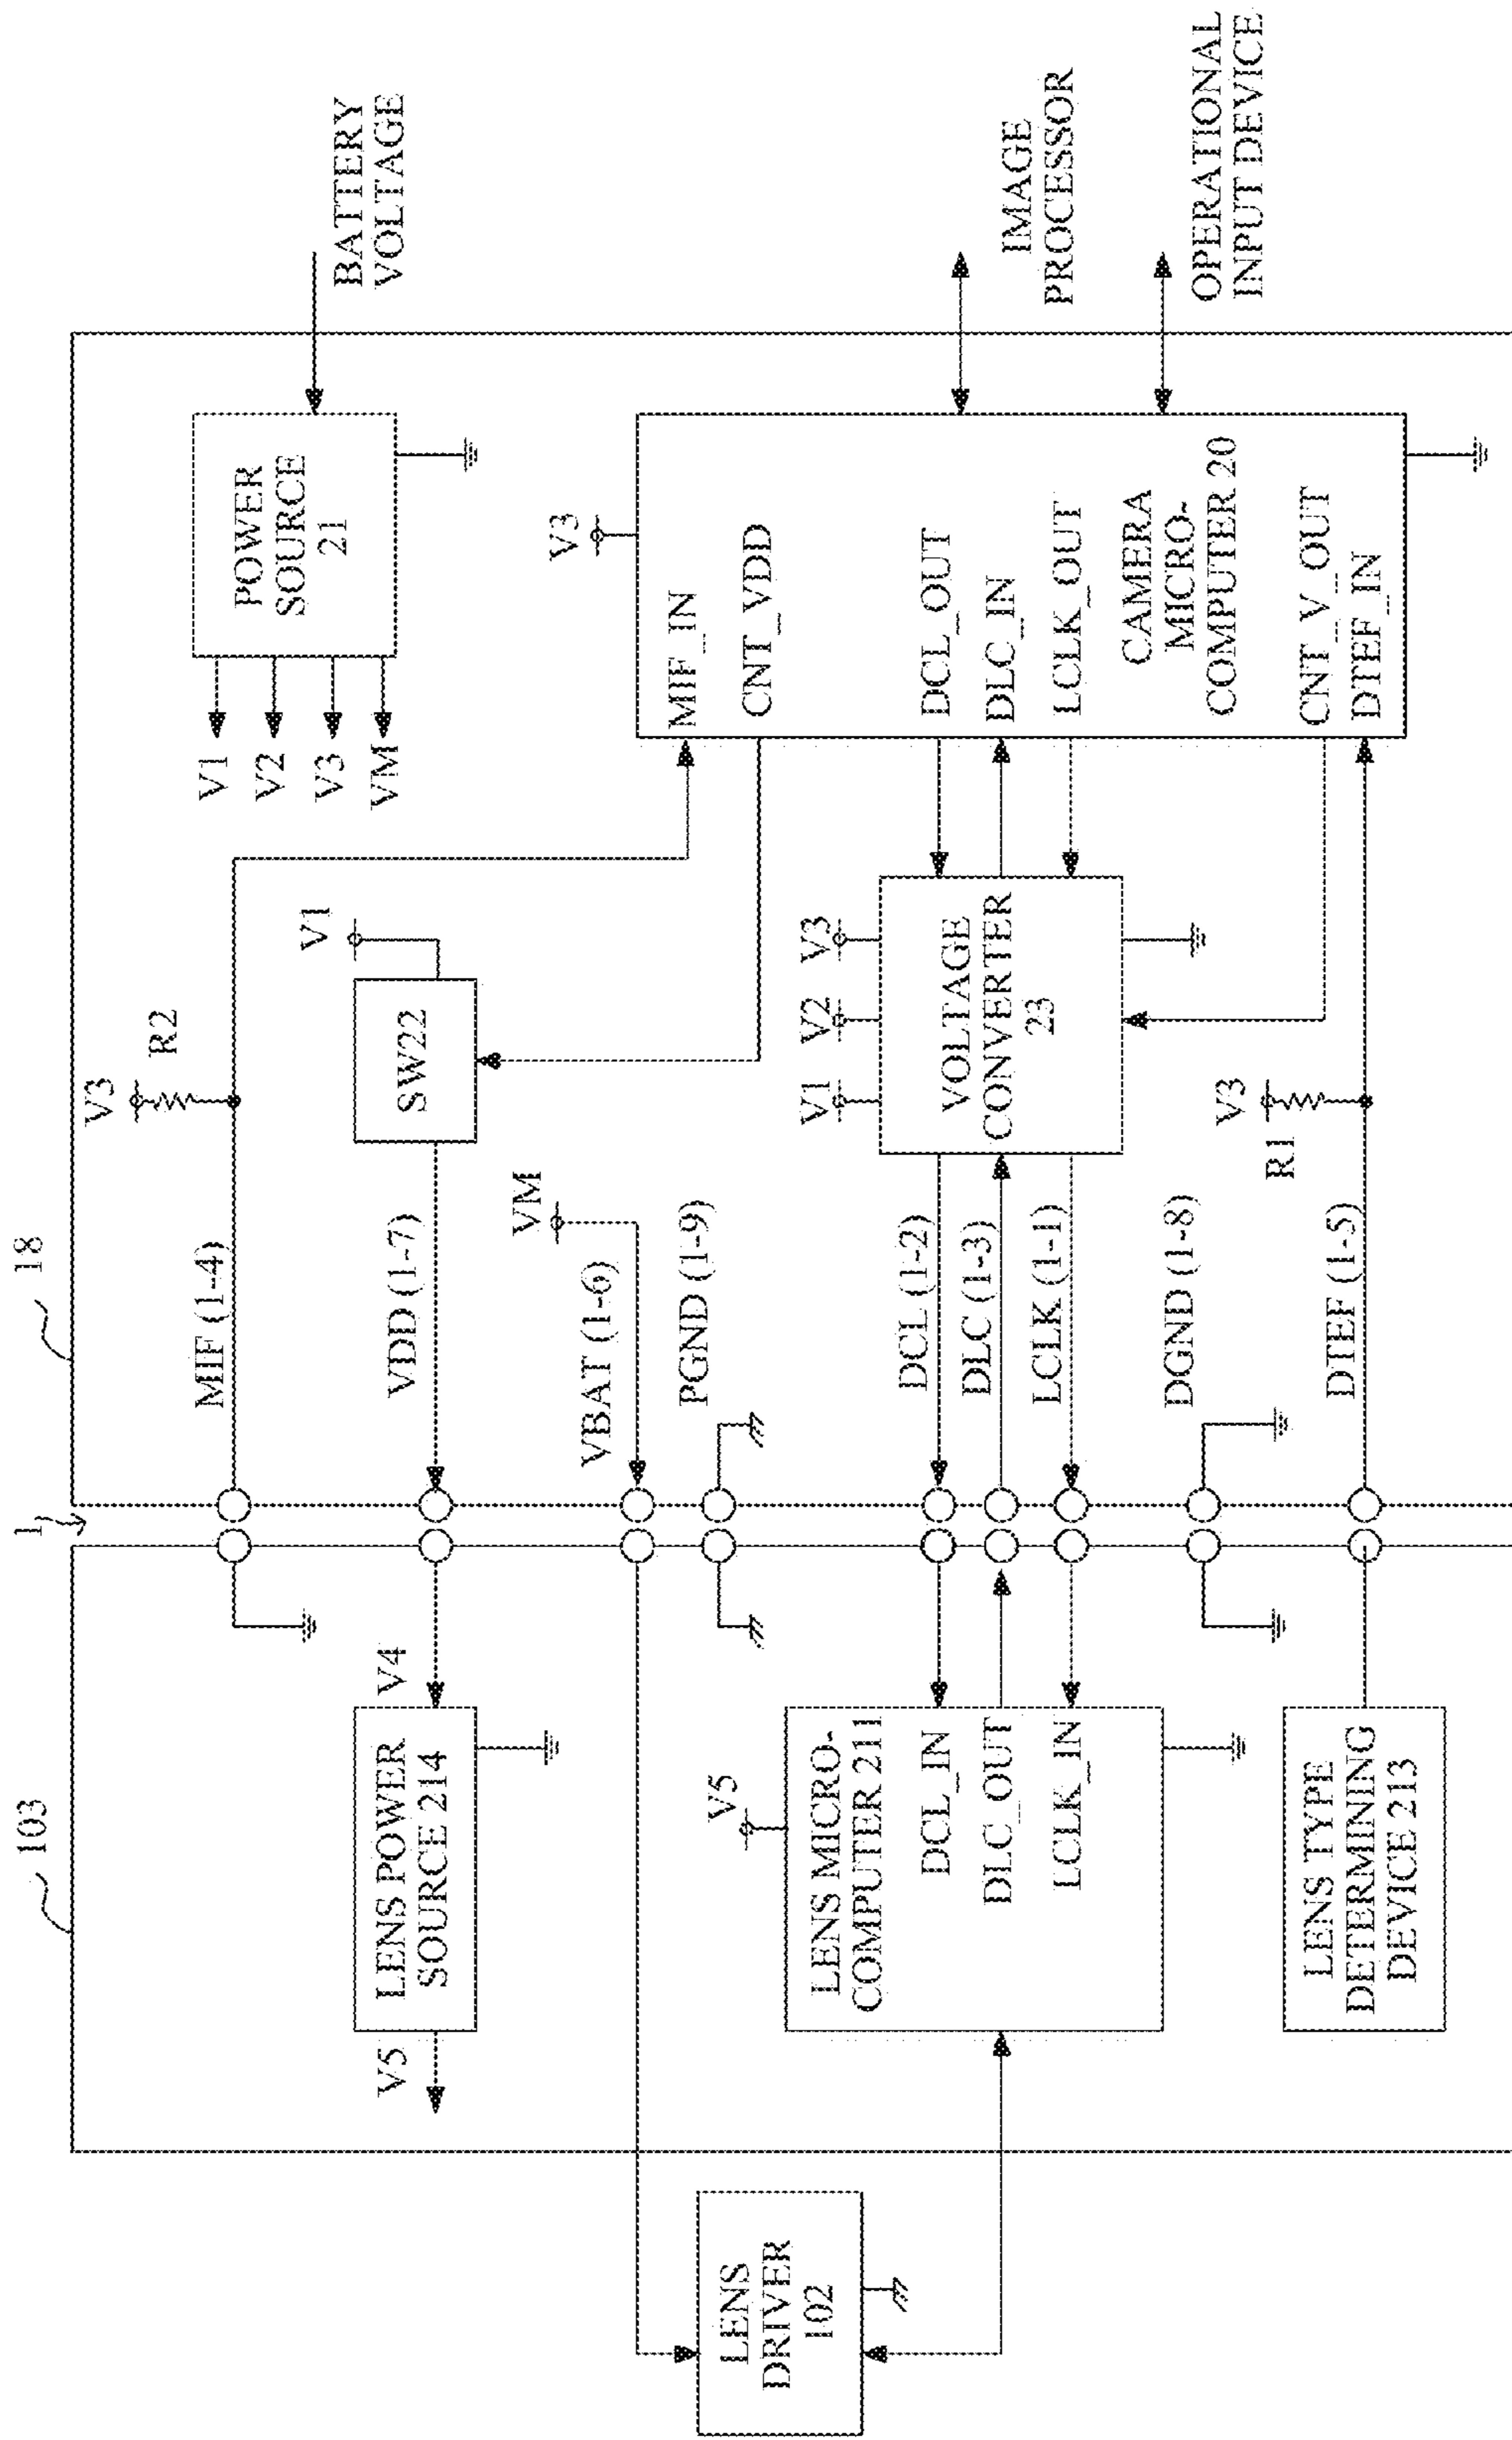 103
1
18
V5
LENS POWER
SOURCE 214
V4
MIF (1-4)
V3
R2
VDD (1-7)
SW22
V1
V1
V2
V3
VM
POWER
SOURCE
21
BATTERY
VOLTAGE
VBAT (1-6)
VM
PGND (1-9)
LENS
DRIVER
102
V5
LENS MICRO-
COMPUTER 211
DCL_IN
DLC_OUT
LCLK_IN
DCL (1-2)
DLC (1-3)
LCLK (1-1)
V1
V2
V3
VOLTAGE
CONVERTER
23
V3
MIF_IN
CNT_VDD
DCL_OUT
DLC_IN
LCLK_OUT
CAMERA
MICRO-
COMPUTER 20
CNT_V_OUT
DTEF_IN
IMAGE
PROCESSOR
OPERATIONAL
INPUT DEVICE
DGND (1-8)
LENS TYPE
DETERMINING
DEVICE 213
DTEF (1-5)
R1
V3